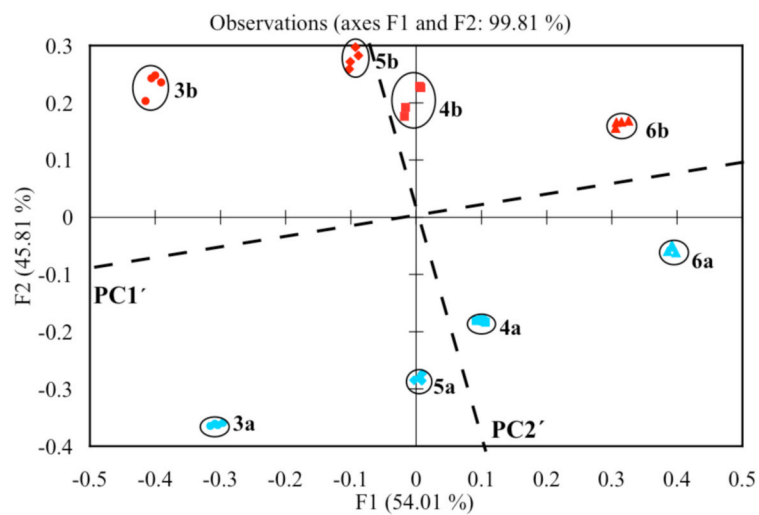 Observations (axes F1 and F2: 99.81 %)
0.3
5b
3b
0.2
4b
6b
0.1
F2 (45.81 %)
0
6a
-0.1
PC1´
4a
-0.2
-0.3
5a
3a
PC2´
-0.4
-0.5 -0.4 -0.3 -0.2 -0.1 0 0.1 0.2 0.3 0.4 0.5
F1 (54.01 %)